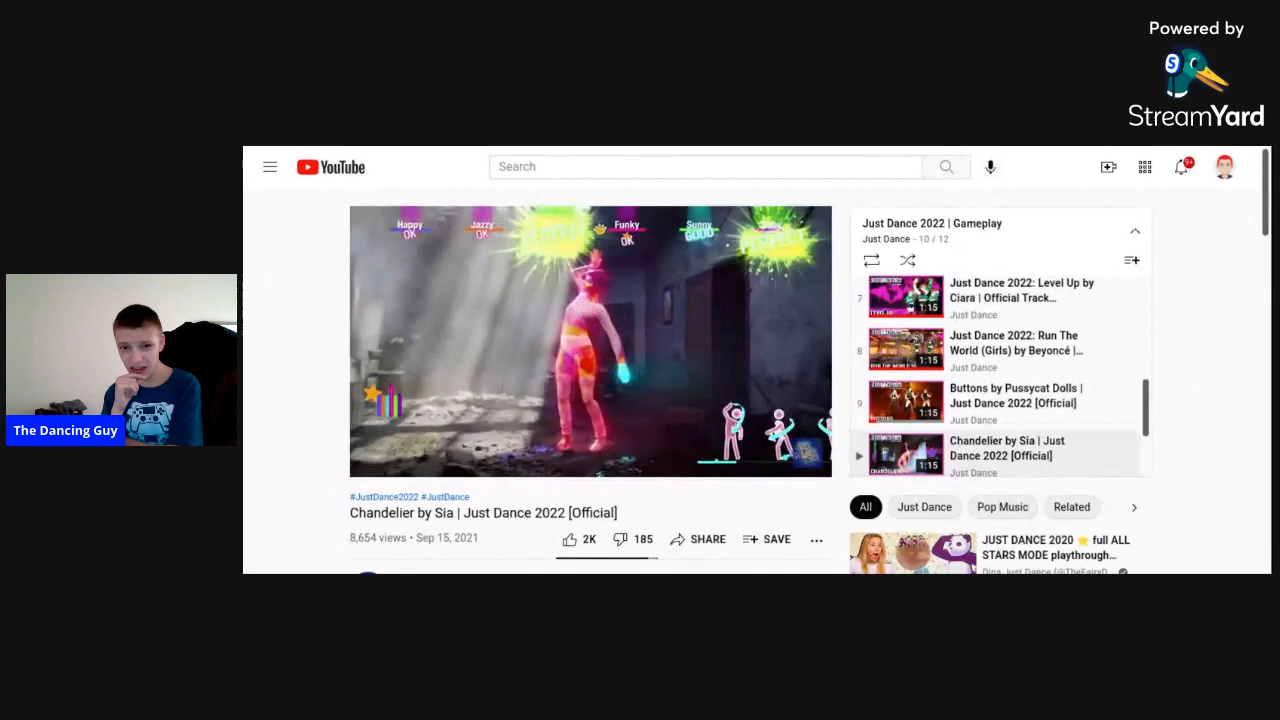 Powered by
StreamYard
YouTube
Search
9+
Happy
OK
Jazzy
OK
PERFECT
Funky
OK
Sunny
GOOD
PERFECT
Just Dance 2022 | Gameplay
Just Dance - 10 / 12
7
Just Dance 2022: Level Up by
Ciara | Official Track...
Just Dance
1:15
8
Just Dance 2022: Run The
World (Girls) by Beyoncé |...
Just Dance
1:15
9
Buttons by Pussycat Dolls |
Just Dance 2022 [Official]
Just Dance
1:15
Chandelier by Sia | Just
Dance 2022 [Official]
Just Dance
1:15
The Dancing Guy
#JustDance2022 #JustDance
Chandelier by Sia | Just Dance 2022 [Official]
8,654 views • Sep 15, 2021
2K
185
SHARE
SAVE
All
Just Dance
Pop Music
Related
JUST DANCE 2020 ⭐ full ALL
STARS MODE playthrough...